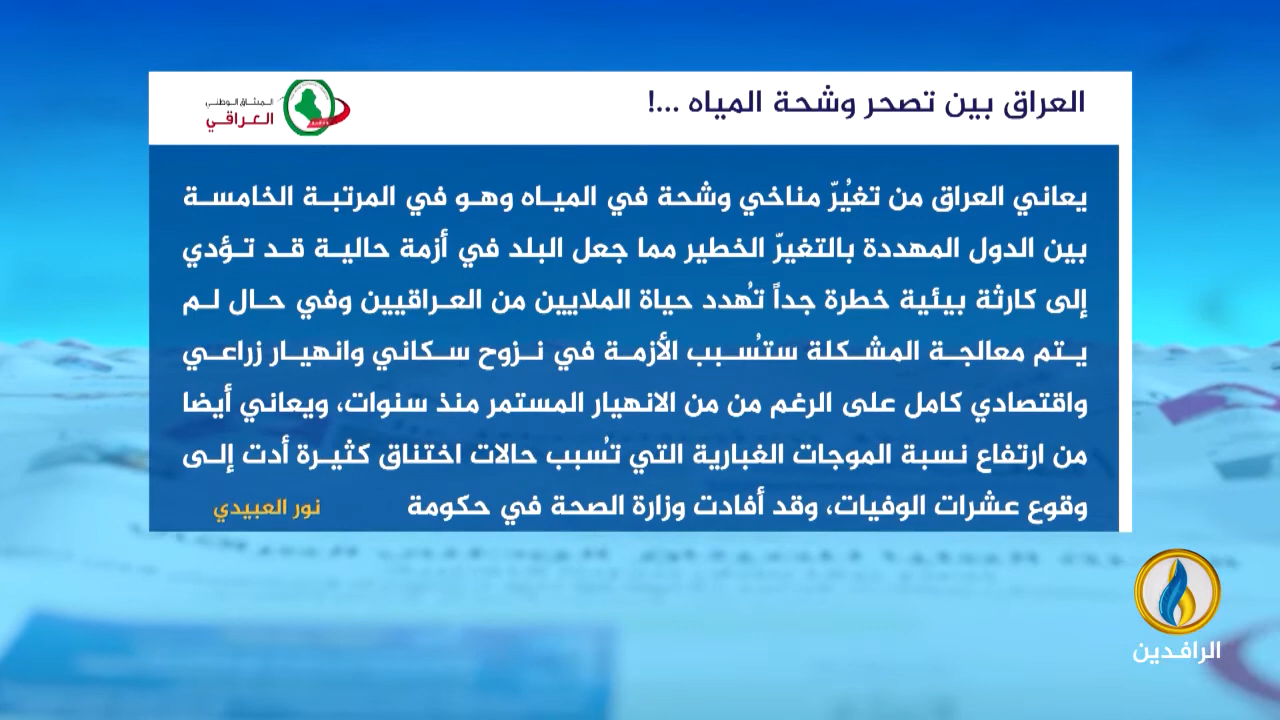 العراق بين تصحر وشحة المياه ...!
الميثاق الوطني
العراقي
يعاني العراق من تغيُرّ مناخي وشحة في المياه وهو في المرتبة الخامسة
بين الدول المهددة بالتغيرّ الخطير مما جعل البلد في أزمة حالية قد تؤدي
إلى كارثة بيئية خطرة جداً تُهدد حياة الملايين من العراقيين وفي حال لم
يتم معالجة المشكلة ستُسبب الأزمة في نزوح سكاني وانهيار زراعي
واقتصادي كامل على الرغم من من الانهيار المستمر منذ سنوات، ويعاني أيضا
من ارتفاع نسبة الموجات الغبارية التي تُسبب حالات اختناق كثيرة أدت إلى
وقوع عشرات الوفيات، وقد أفادت وزارة الصحة في حكومة
نور العبيدي
الرافدين